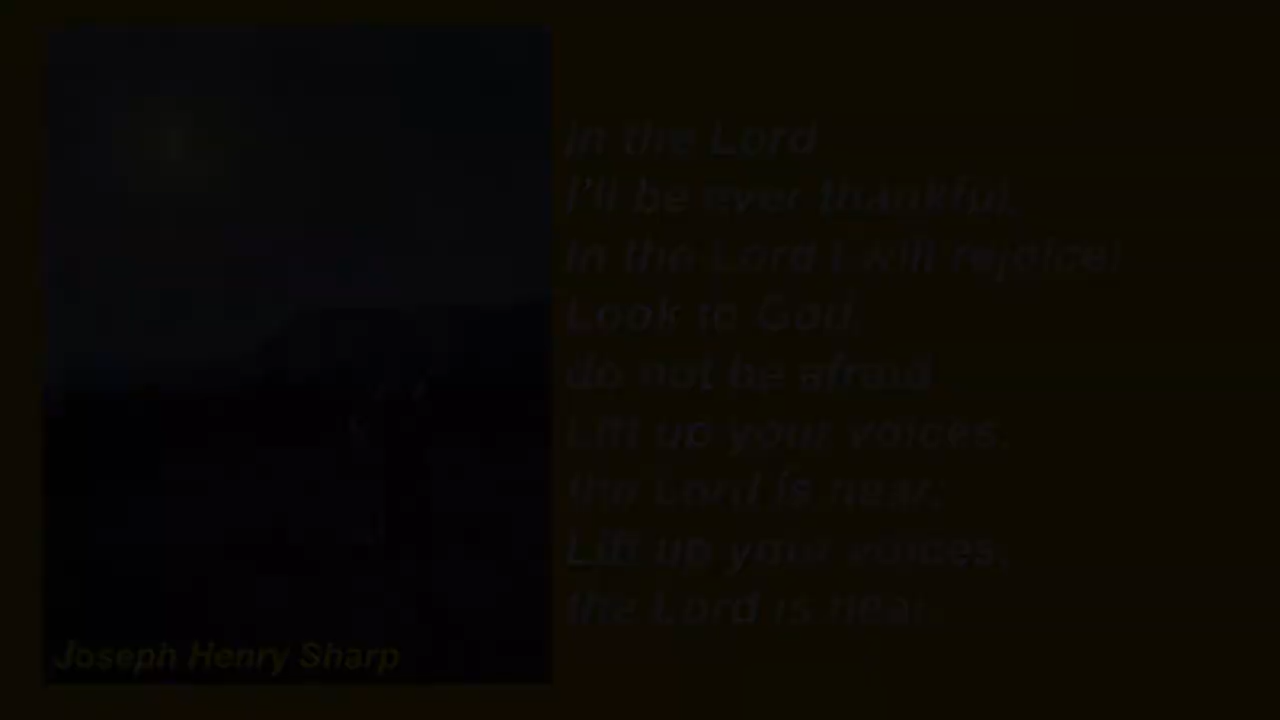 In the Lord
I'll be ever thankful,
In the Lord I will rejoice!
Look to God,
do not be afraid
Lift up your voices,
the Lord is near;
Lift up your voices,
the Lord is near.
Joseph Henry Sharp